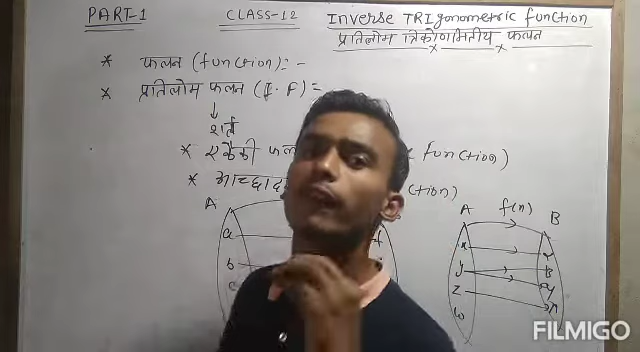 PART-1 CLASS-12 Inverse TRIgonometric function
प्रतिलोम त्रिकोणमितीय फलन
* फलन (function):-
* प्रतिलोम फलन (I.F)=
↓
शर्त
* एकैकी फल function)
* आच्छाद ction)
A
a
b
A f(x) B
x
y
z
w
FILMIGO